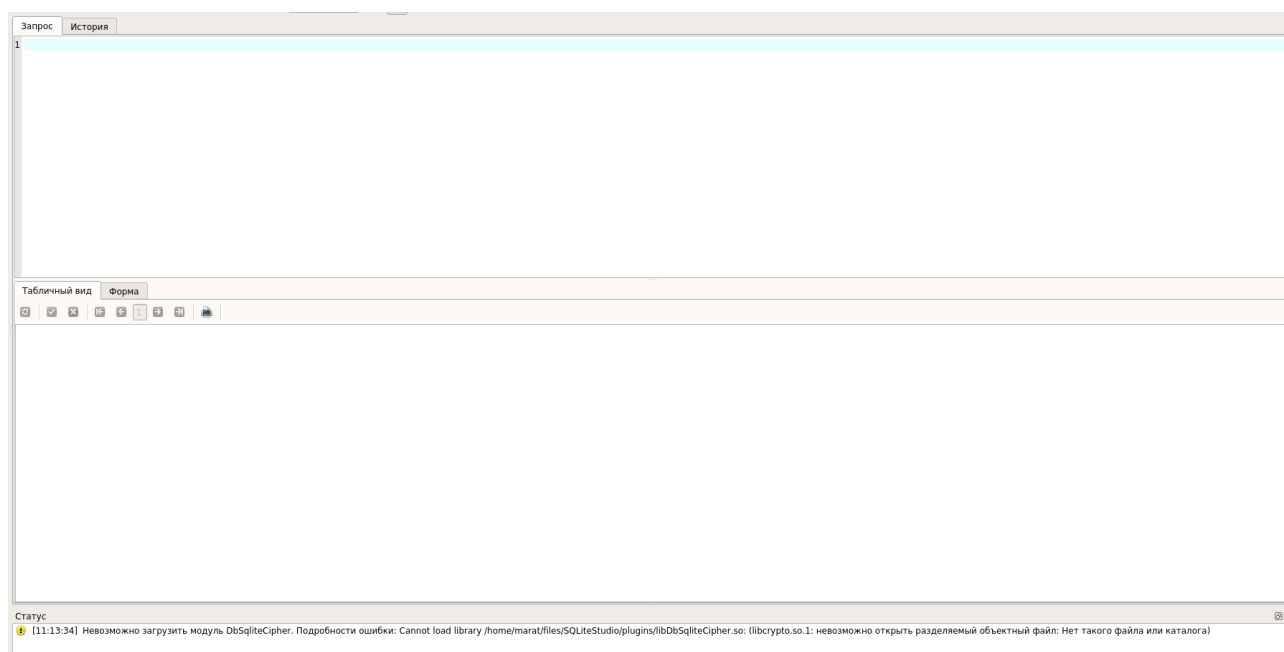 Запрос История
1
Табличный вид Форма
1
Статус
[11:13:34] Невозможно загрузить модуль DbSqliteCipher. Подробности ошибки: Cannot load library /home/marat/files/SQLiteStudio/plugins/libDbSqliteCipher.so: (libcrypto.so.1: невозможно открыть разделяемый объектный файл: Нет такого файла или каталога)